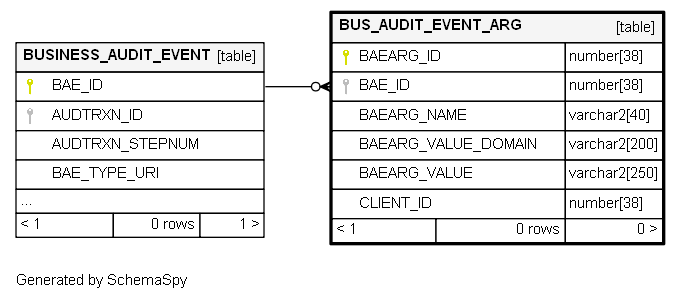 BUSINESS_AUDIT_EVENT [table]
BAE_ID
AUDTRXN_ID
AUDTRXN_STEPNUM
BAE_TYPE_URI
...
< 1 0 rows 1 >
BUS_AUDIT_EVENT_ARG [table]
BAEARG_ID number[38]
BAE_ID number[38]
BAEARG_NAME varchar2[40]
BAEARG_VALUE_DOMAIN varchar2[200]
BAEARG_VALUE varchar2[250]
CLIENT_ID number[38]
< 1 0 rows 0 >
Generated by SchemaSpy